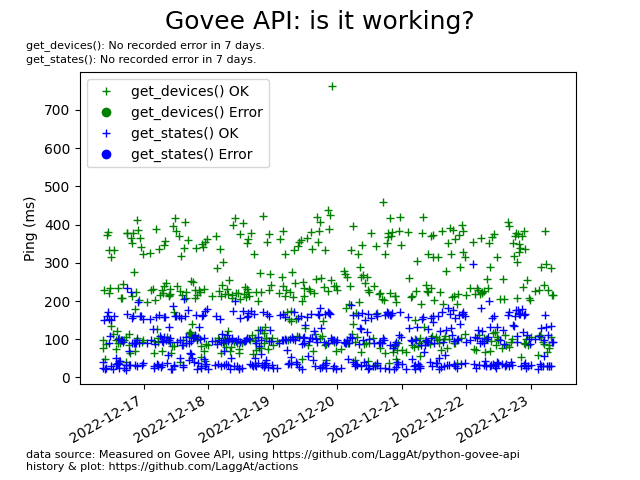 Govee API: is it working?
get_devices(): No recorded error in 7 days.
get_states(): No recorded error in 7 days.
get_devices() OK
get_devices() Error
get_states() OK
get_states() Error
Ping (ms)
700
600
500
400
300
200
100
0
2022-12-17
2022-12-18
2022-12-19
2022-12-20
2022-12-21
2022-12-22
2022-12-23
data source: Measured on Govee API, using https://github.com/LaggAt/python-govee-api
history & plot: https://github.com/LaggAt/actions